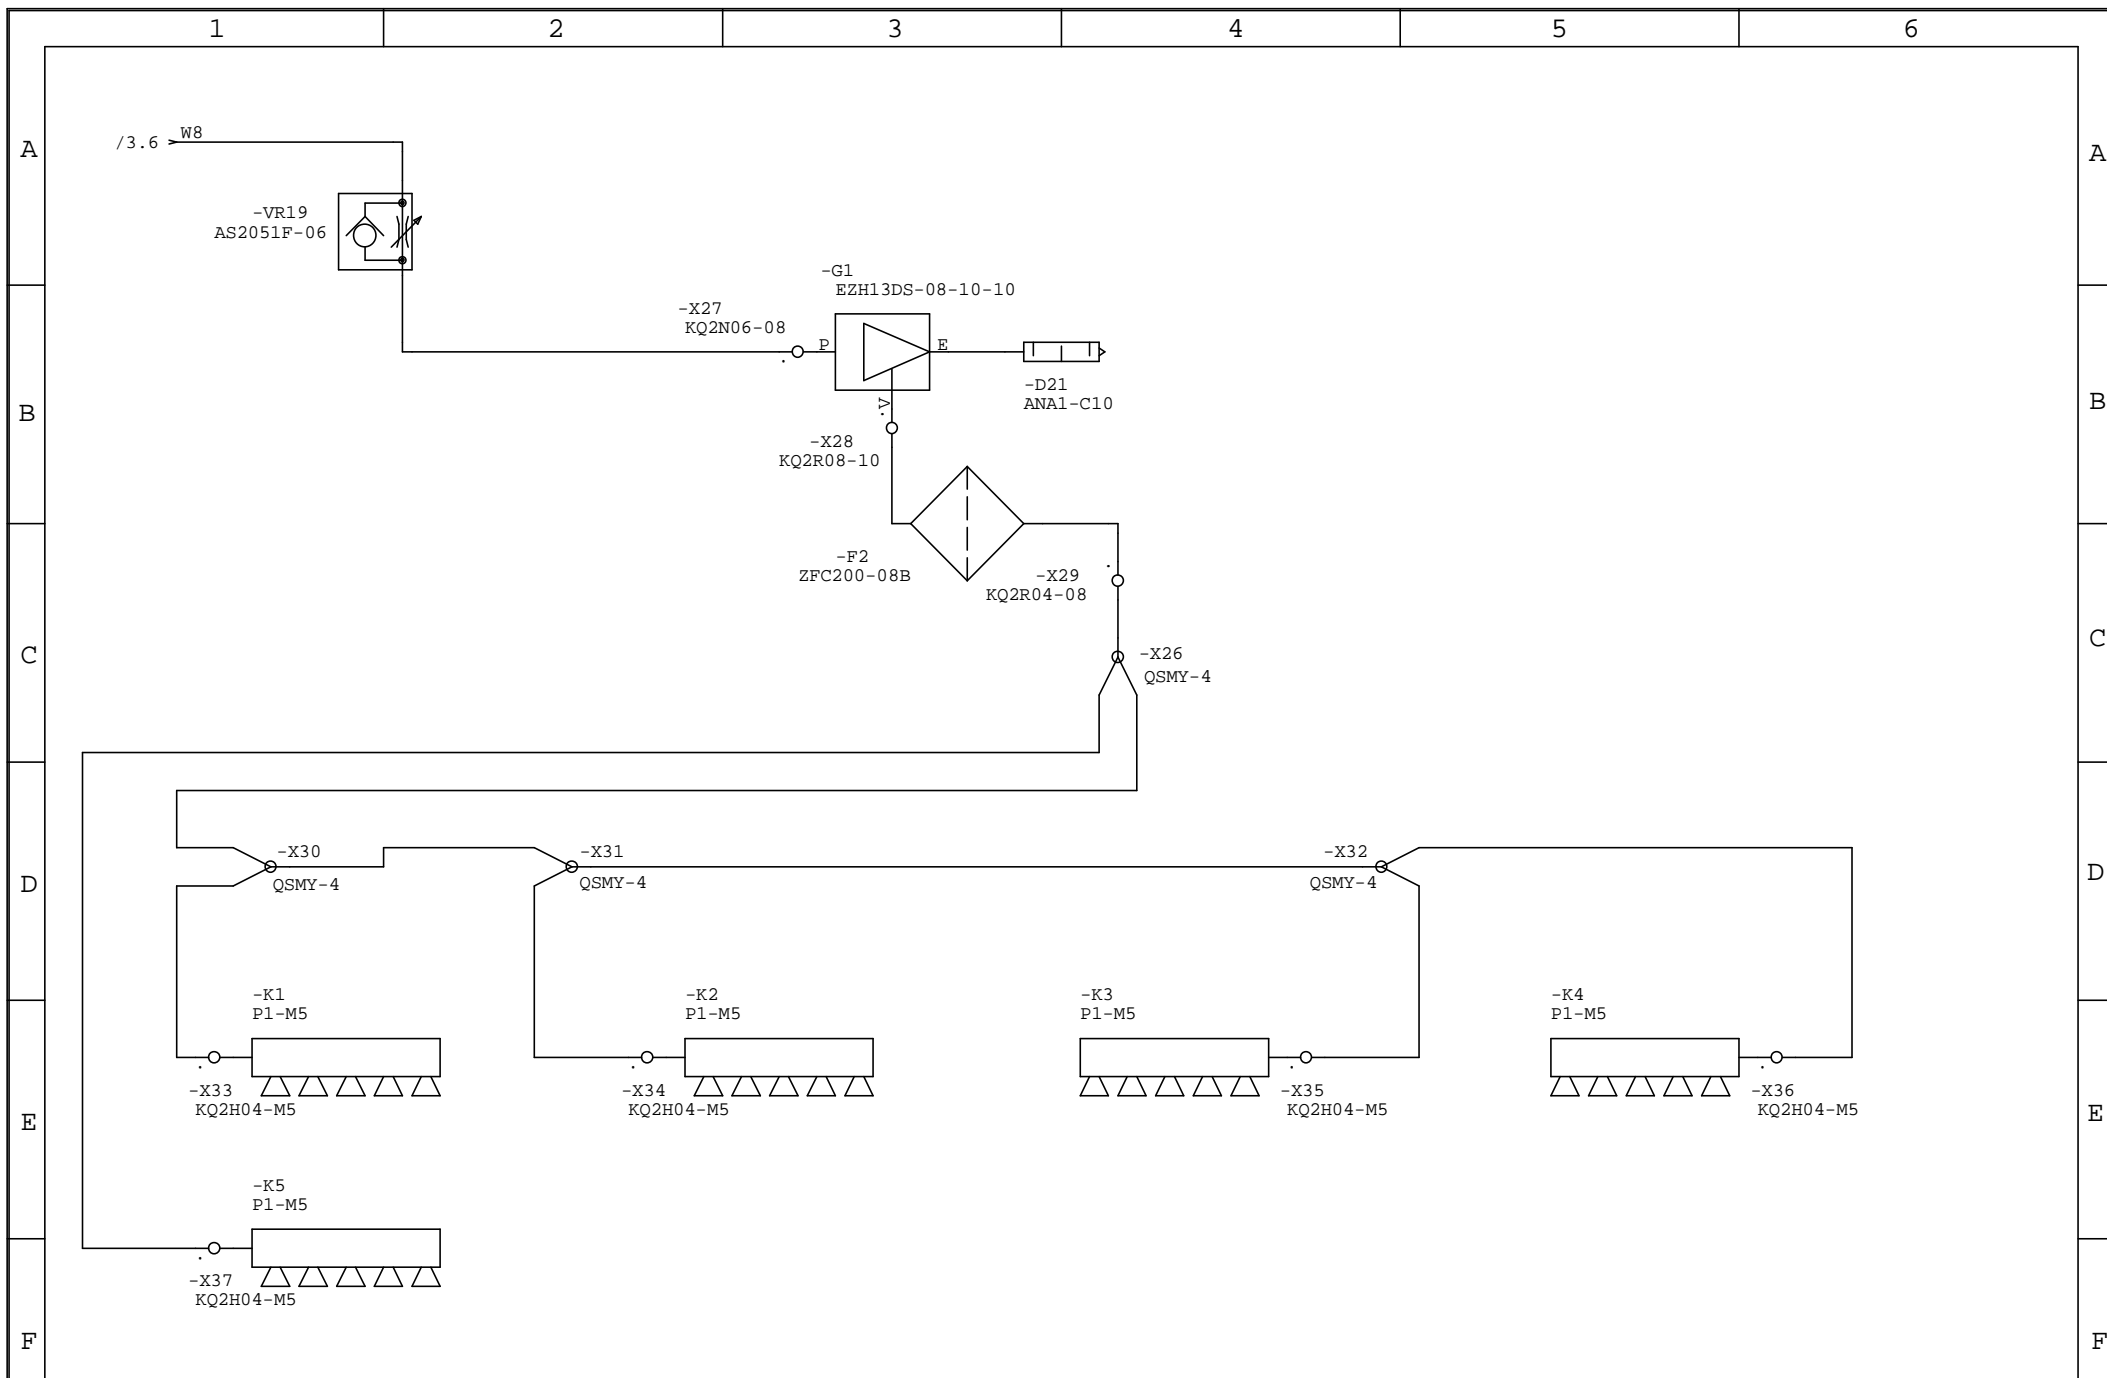 1 2 3 4 5 6
A A
/3.6 W8
-VR19
AS2051F-06
-G1
EZH13DS-08-10-10
-X27
KQ2N06-08
. P E
-D21
ANA1-C10
B B
.V
-X28
KQ2R08-10
-F2
ZFC200-08B
-X29
KQ2R04-08
C C
-X26
QSMY-4
-X30
QSMY-4
-X31
QSMY-4
-X32
QSMY-4
D D
-K1
P1-M5
-K2
P1-M5
-K3
P1-M5
-K4
P1-M5
-X33
KQ2H04-M5
-X34
KQ2H04-M5
-X35
KQ2H04-M5
-X36
KQ2H04-M5
E E
-K5
P1-M5
-X37
KQ2H04-M5
F F